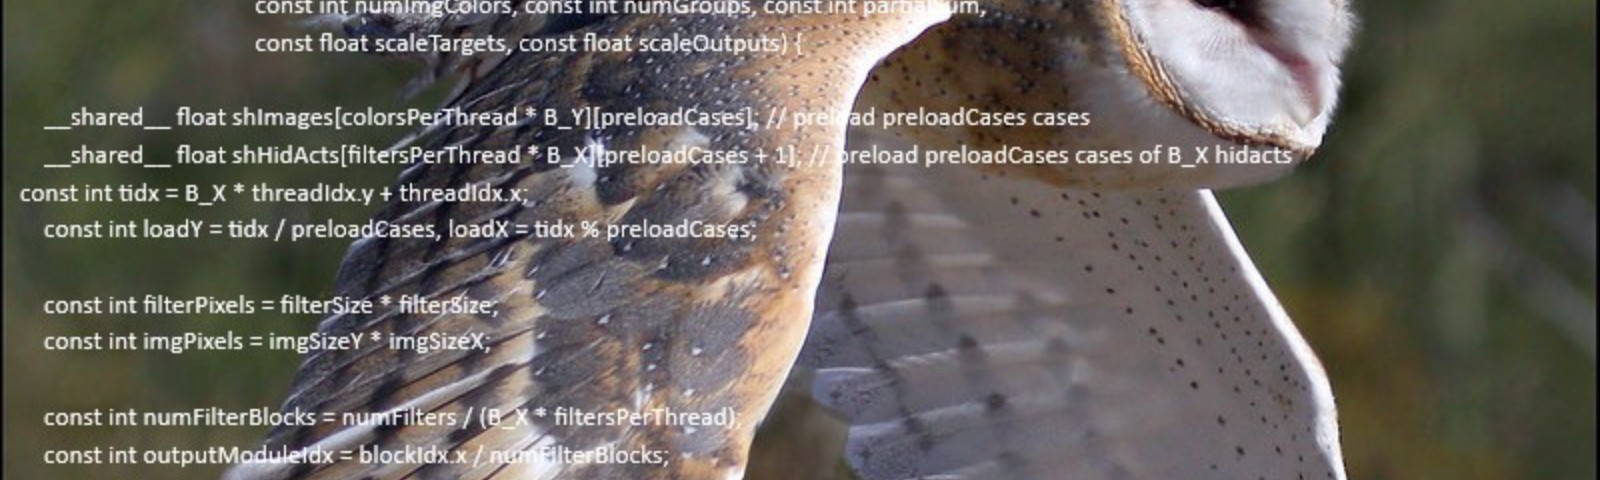 const int numImgColors, const int numGroups, const int partialSum,
const float scaleTargets, const float scaleOutputs) {
__shared__ float shImages[colorsPerThread * B_Y][preloadCases]; // preload preloadCases cases
__shared__ float shHidActs[filtersPerThread * B_X][preloadCases + 1]; // preload preloadCases cases of B_X hidacts
const int tidx = B_X * threadIdx.y + threadIdx.x;
const int loadY = tidx / preloadCases, loadX = tidx % preloadCases;
const int filterPixels = filterSize * filterSize;
const int imgPixels = imgSizeY * imgSizeX;
const int numFilterBlocks = numFilters / (B_X * filtersPerThread);
const int outputModuleIdx = blockIdx.x / numFilterBlocks;